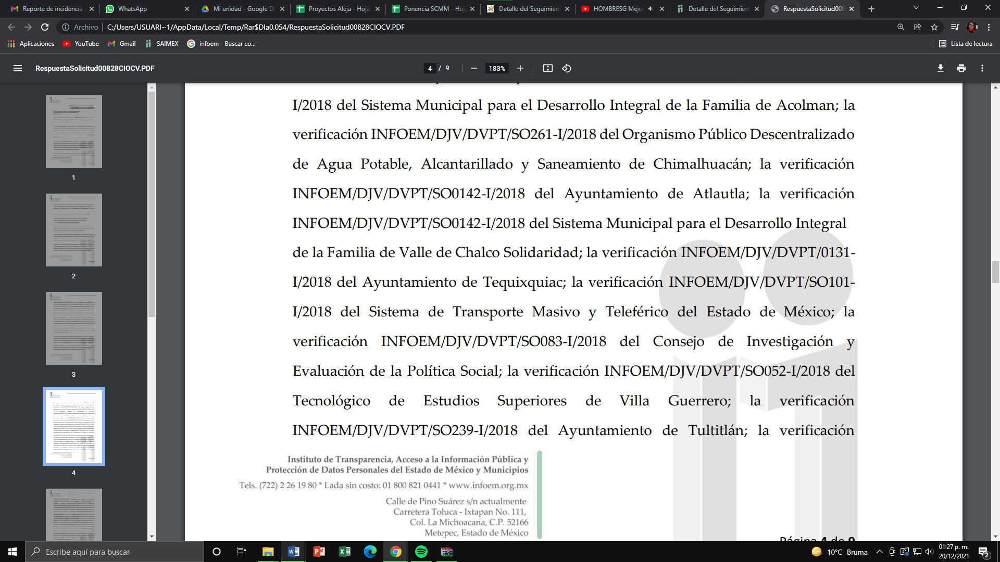 Reporte de incidencia
WhatsApp
Mi unidad - Google Dr
Proyectos Aleja - Hoja
Ponencia SCMM - Hoj
Detalle del Seguimient
HOMBRESG Mejor
Detalle del Seguimient
RespuestaSolicitud008
Archivo
C:/Users/USUARI~1/AppData/Local/Temp/Rar$DIa0.054/RespuestaSolicitud00828CIOCV.PDF
Aplicaciones
YouTube
Gmail
SAIMEX
infoem - Buscar co...
Lista de lectura
RespuestaSolicitud00828CIOCV.PDF
4 / 9
183%
1
2
3
4
I/2018 del Sistema Municipal para el Desarrollo Integral de la Familia de Acolman; la
verificación INFOEM/DJV/DVPT/SO261-I/2018 del Organismo Público Descentralizado
de Agua Potable, Alcantarillado y Saneamiento de Chimalhuacán; la verificación
INFOEM/DJV/DVPT/SO0142-I/2018 del Ayuntamiento de Atlautla; la verificación
INFOEM/DJV/DVPT/SO0142-I/2018 del Sistema Municipal para el Desarrollo Integral
de la Familia de Valle de Chalco Solidaridad; la verificación INFOEM/DJV/DVPT/0131-
I/2018 del Ayuntamiento de Tequixquiac; la verificación INFOEM/DJV/DVPT/SO101-
I/2018 del Sistema de Transporte Masivo y Teleférico del Estado de México; la
verificación INFOEM/DJV/DVPT/SO083-I/2018 del Consejo de Investigación y
Evaluación de la Política Social; la verificación INFOEM/DJV/DVPT/SO052-I/2018 del
Tecnológico de Estudios Superiores de Villa Guerrero; la verificación
INFOEM/DJV/DVPT/SO239-I/2018 del Ayuntamiento de Tultitlán; la verificación
Instituto de Transparencia, Acceso a la Información Pública y
Protección de Datos Personales del Estado de México y Municipios
Tels. (722) 2 26 19 80 * Lada sin costo: 01 800 821 0441 * www.infoem.org.mx
Calle de Pino Suárez s/n actualmente
Carretera Toluca - Ixtapan No. 111,
Col. La Michoacana, C.P. 52166
Metepec, Estado de México
Página 4 de 9
Escribe aquí para buscar
10°C Bruma
01:27 p. m.
20/12/2021
2